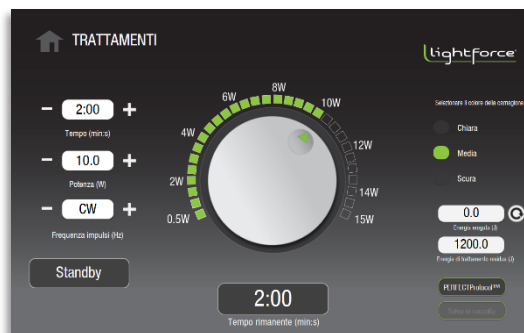 TRATTAMENTI
lightforce
− 2:00 +
Tempo (min:s)
− 10.0 +
Potenza (W)
− CW +
Frequenza impulsi (Hz)
Standby
0.5W
2W
4W
6W
8W
10W
12W
14W
15W
2:00
Tempo rimanente (min:s)
Selezionare il colore della carnagione
Chiara
Media
Scura
0.0
Energia erogata (J)
1200.0
Energia di trattamento residua (J)
PERFECTProtocol™